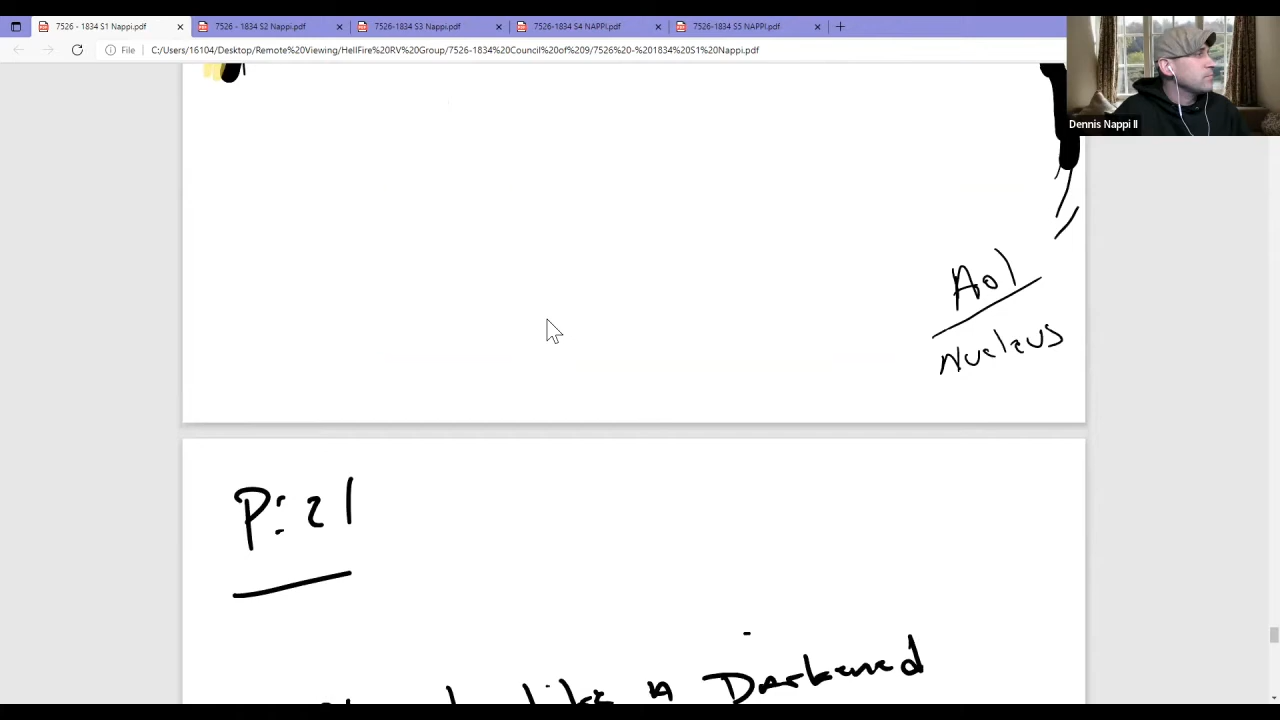 7526 - 1834 S1 Nappi.pdf
7526 - 1834 S2 Nappi.pdf
7526-1834 S3 Nappi.pdf
7526-1834 S4 NAPPI.pdf
7526-1834 S5 NAPPI.pdf
File
C:/Users/16104/Desktop/Remote%20Viewing/HellFire%20RV%20Group/7526-1834%20Council%20of%209/7526%20-%201834%20S1%20Nappi.pdf
Dennis Nappi II
Aol
Nucleus
P: 21
like a Darkened